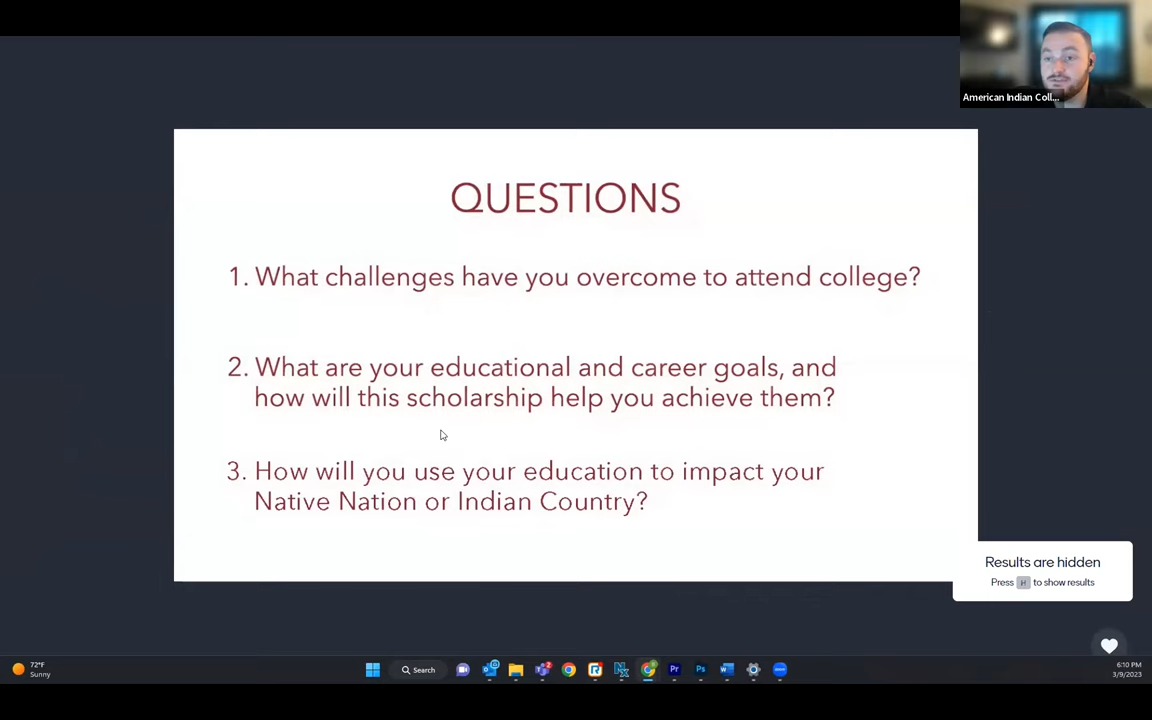 American Indian Coll...
QUESTIONS
1. What challenges have you overcome to attend college?
2. What are your educational and career goals, and
how will this scholarship help you achieve them?
3. How will you use your education to impact your
Native Nation or Indian Country?
Results are hidden
Press H to show results
72°F
Sunny
Search
6:10 PM
3/9/2023